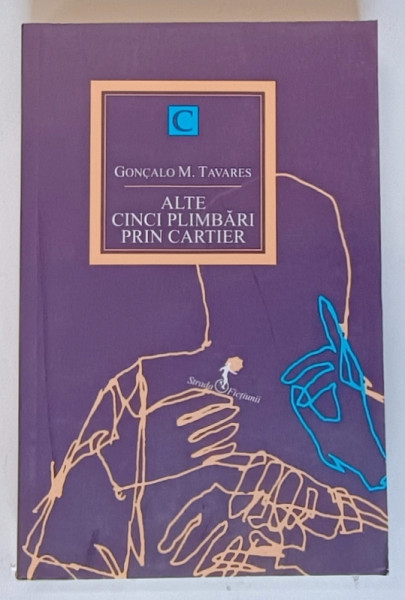 C
GONÇALO M. TAVARES
ALTE
CINCI PLIMBĂRI
PRIN CARTIER
Strada Ficțiunii